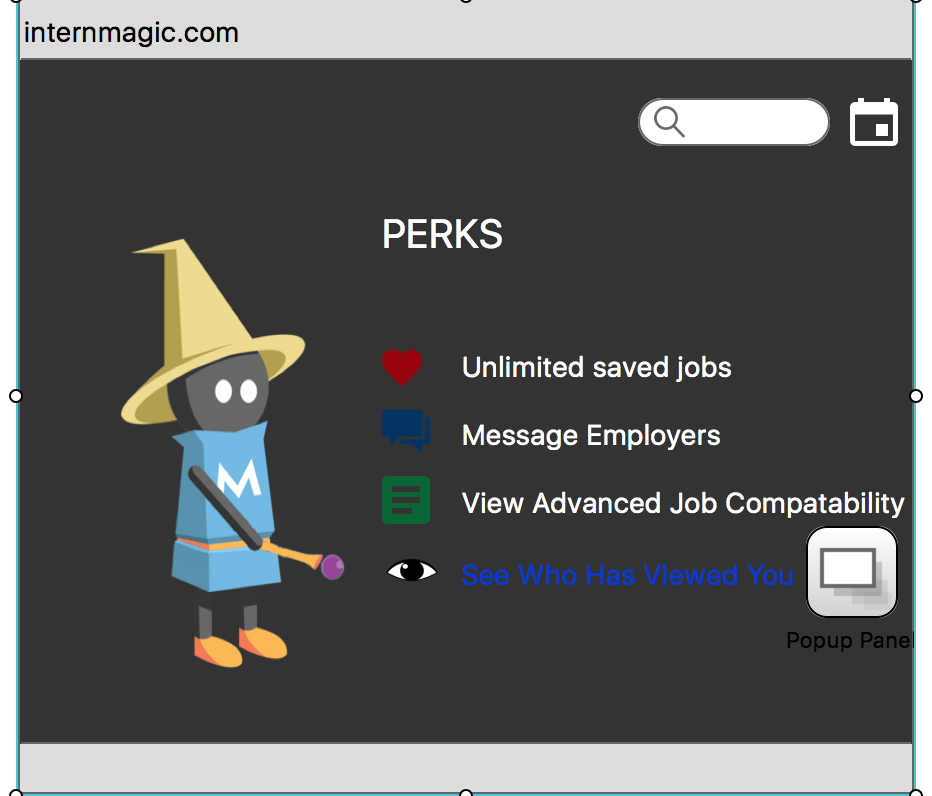 internmagic.com
PERKS
Unlimited saved jobs
Message Employers
M
View Advanced Job Compatability
See Who Has Viewed You
Popup Panel